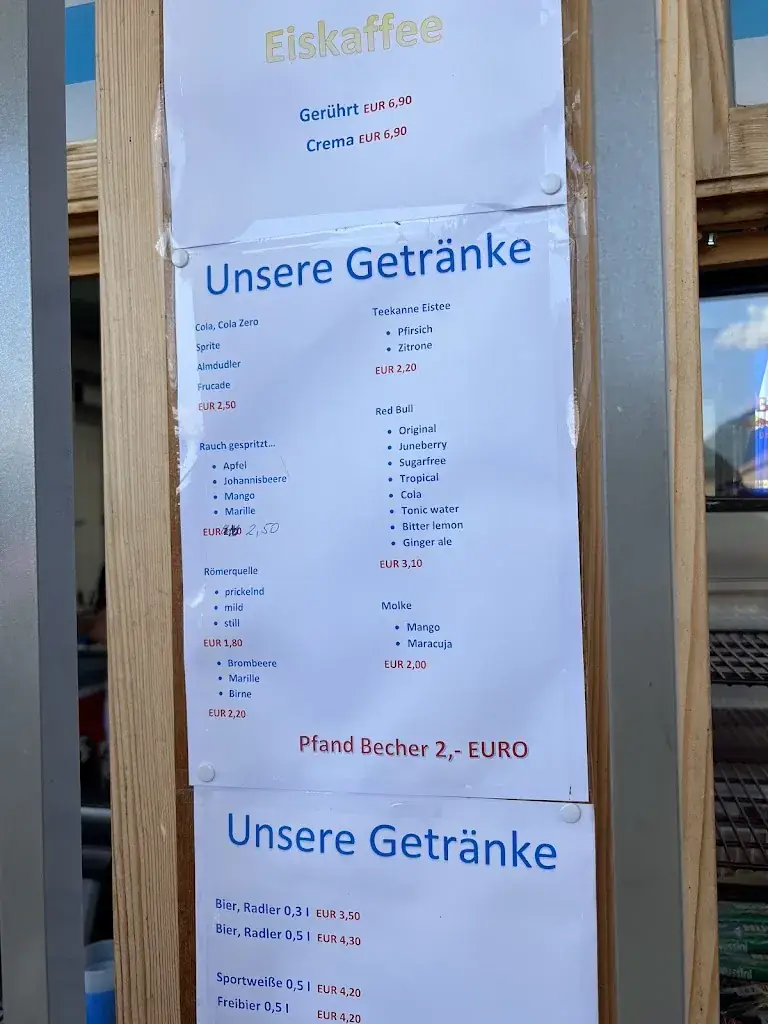 Eiskaffee
Gerührt EUR 6,90
Crema EUR 6,90
Unsere Getränke
Cola, Cola Zero
Sprite
Almdudler
Frucade
EUR 2,50
Rauch gespritzt...
• Apfel
• Johannisbeere
• Mango
• Marille
EUR 2,50
Römerquelle
• prickelnd
• mild
• still
EUR 1,80
• Brombeere
• Marille
• Birne
EUR 2,20
Teekanne Eistee
• Pfirsich
• Zitrone
EUR 2,20
Red Bull
• Original
• Juneberry
• Sugarfree
• Tropical
• Cola
• Tonic water
• Bitter lemon
• Ginger ale
EUR 3,10
Molke
• Mango
• Maracuja
EUR 2,00
Pfand Becher 2,- EURO
Unsere Getränke
Bier, Radler 0,3 l EUR 3,50
Bier, Radler 0,5 l EUR 4,30
Sportweiße 0,5 l EUR 4,20
Freibier 0,5 l EUR 4,20